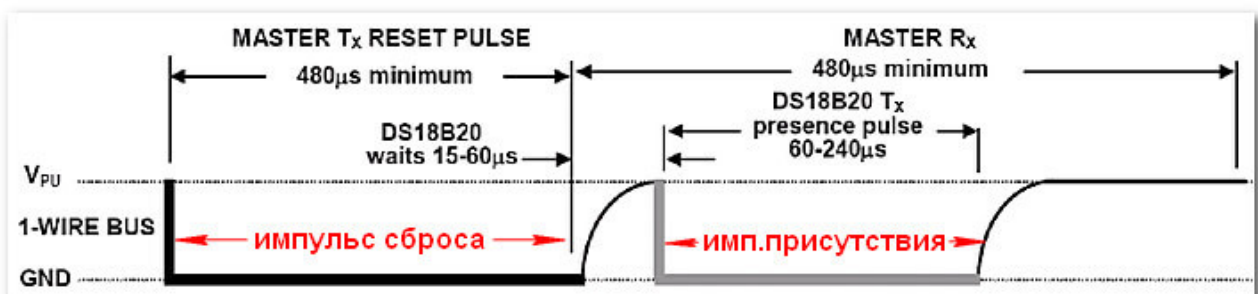 MASTER TX RESET PULSE
480µs minimum
MASTER RX
480µs minimum
DS18B20
waits 15-60µs
DS18B20 TX
presence pulse
60-240µs
VPU
1-WIRE BUS
импульс сброса
имп.присутствия
GND